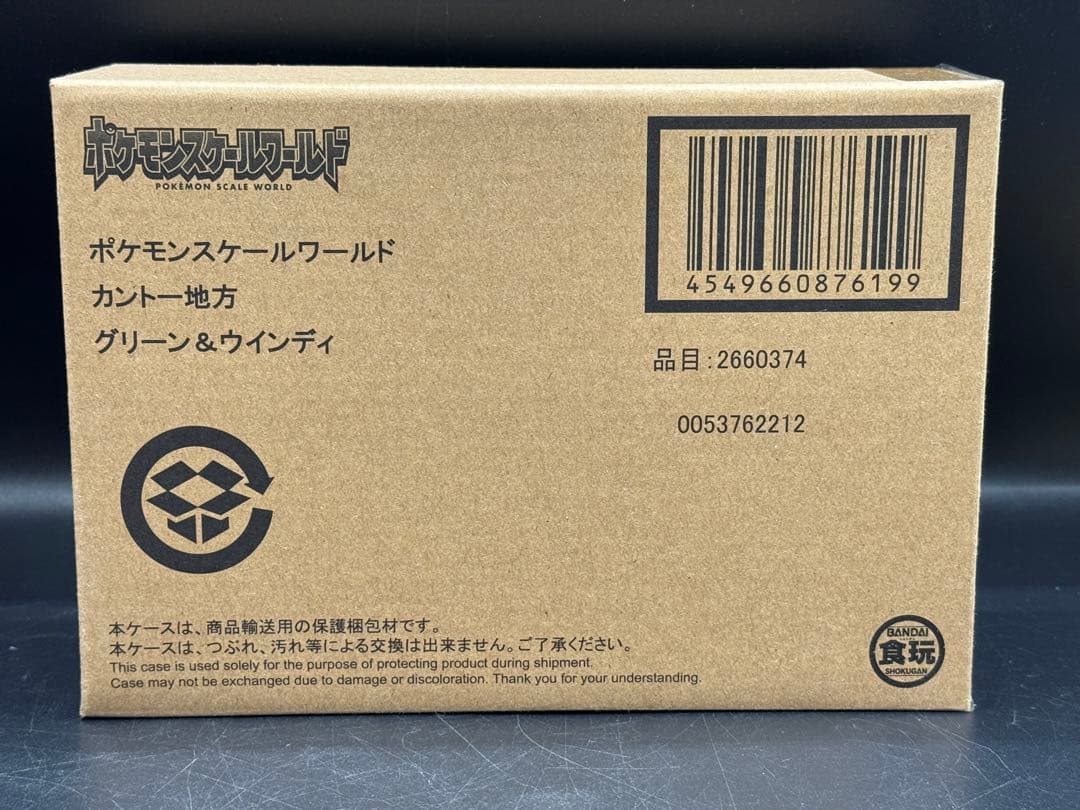 ポケモンスケールワールド
POKÉMON SCALE WORLD
ポケモンスケールワールド
カントー地方
グリーン＆ウインディ
4549660876199
品目：2660374
0053762212
本ケースは、商品輸送用の保護梱包材です。
本ケースは、つぶれ、汚れ等による交換は出来ません。ご了承ください。
This case is used solely for the purpose of protecting product during shipment.
Case may not be exchanged due to damage or discoloration. Thank you for your understanding.
BANDAI
食玩
SHOKUGAN